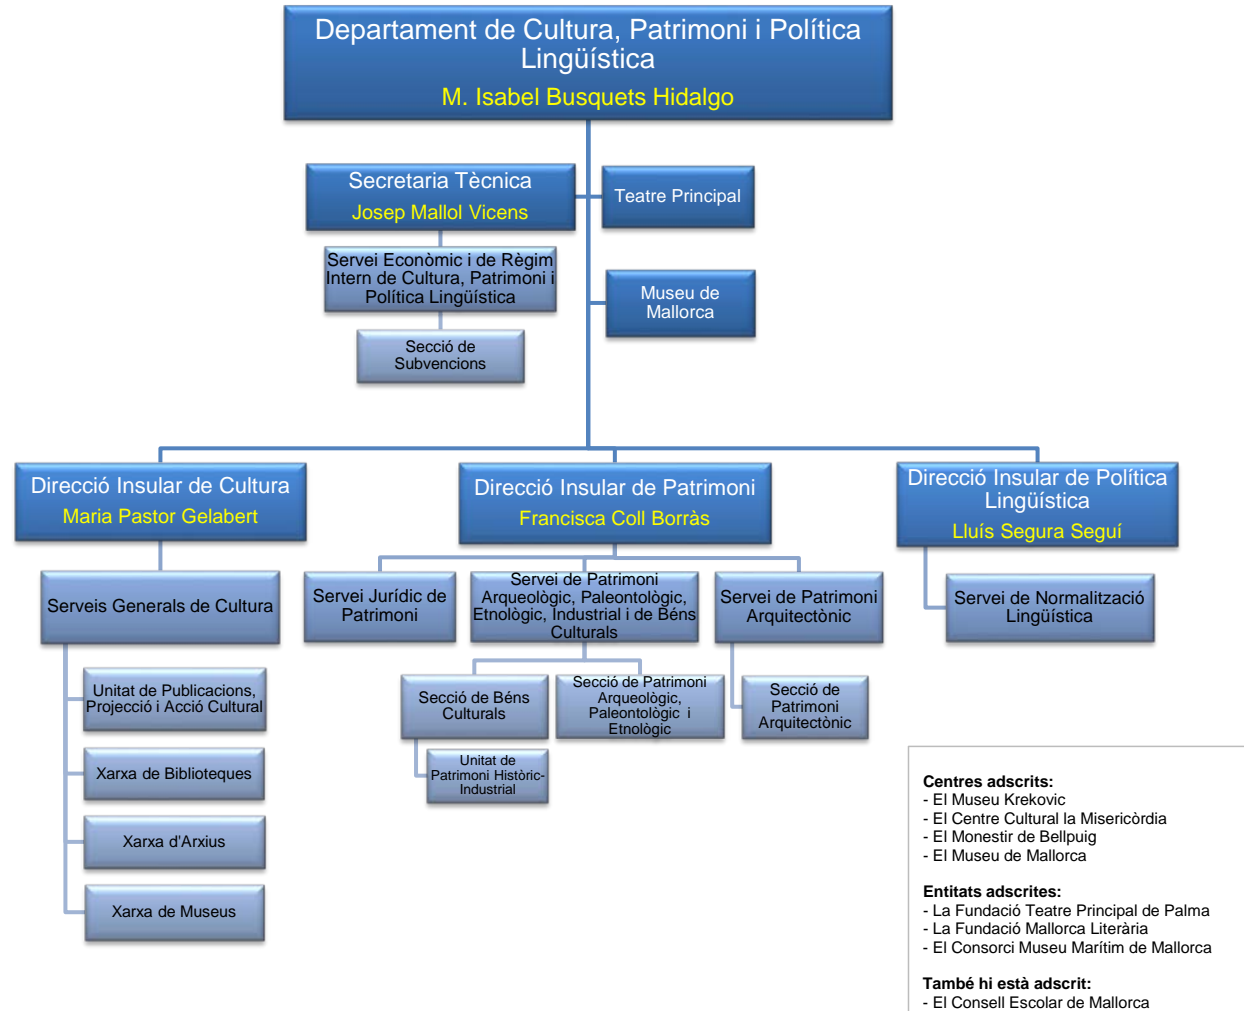 Departament de Cultura, Patrimoni i Política
Lingüística
M. Isabel Busquets Hidalgo
Secretaria Tècnica
Josep Mallol Vicens
Teatre Principal
Servei Econòmic i de Règim
Intern de Cultura, Patrimoni i
Política Lingüística
Museu de
Mallorca
Secció de
Subvencions
Direcció Insular de Cultura
Maria Pastor Gelabert
Direcció Insular de Patrimoni
Francisca Coll Borràs
Direcció Insular de Política
Lingüística
Lluís Segura Seguí
Serveis Generals de Cultura
Servei Jurídic de
Patrimoni
Servei de Patrimoni
Arqueològic, Paleontològic,
Etnològic, Industrial i de Béns
Culturals
Servei de Patrimoni
Arquitectònic
Servei de Normalització
Lingüística
Unitat de Publicacions,
Projecció i Acció Cultural
Secció de Béns
Culturals
Secció de Patrimoni
Arqueològic,
Paleontològic i
Etnològic
Secció de
Patrimoni
Arquitectònic
Xarxa de Biblioteques
Unitat de
Patrimoni Històric-
Industrial
Xarxa d'Arxius
Xarxa de Museus
Centres adscrits:
- El Museu Krekovic
- El Centre Cultural la Misericòrdia
- El Monestir de Bellpuig
- El Museu de Mallorca
Entitats adscrites:
- La Fundació Teatre Principal de Palma
- La Fundació Mallorca Literària
- El Consorci Museu Marítim de Mallorca
També hi està adscrit:
- El Consell Escolar de Mallorca